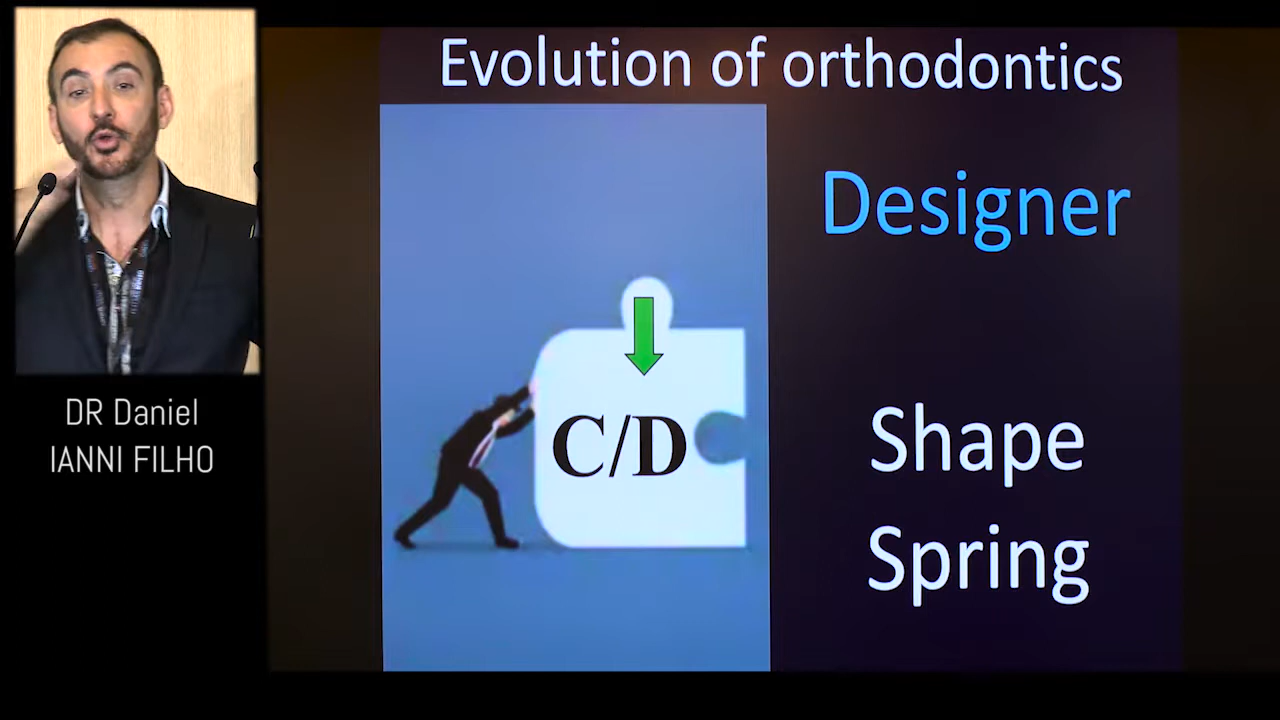 Evolution of orthodontics
Designer
C/D
Shape
Spring
DR Daniel
IANNI FILHO